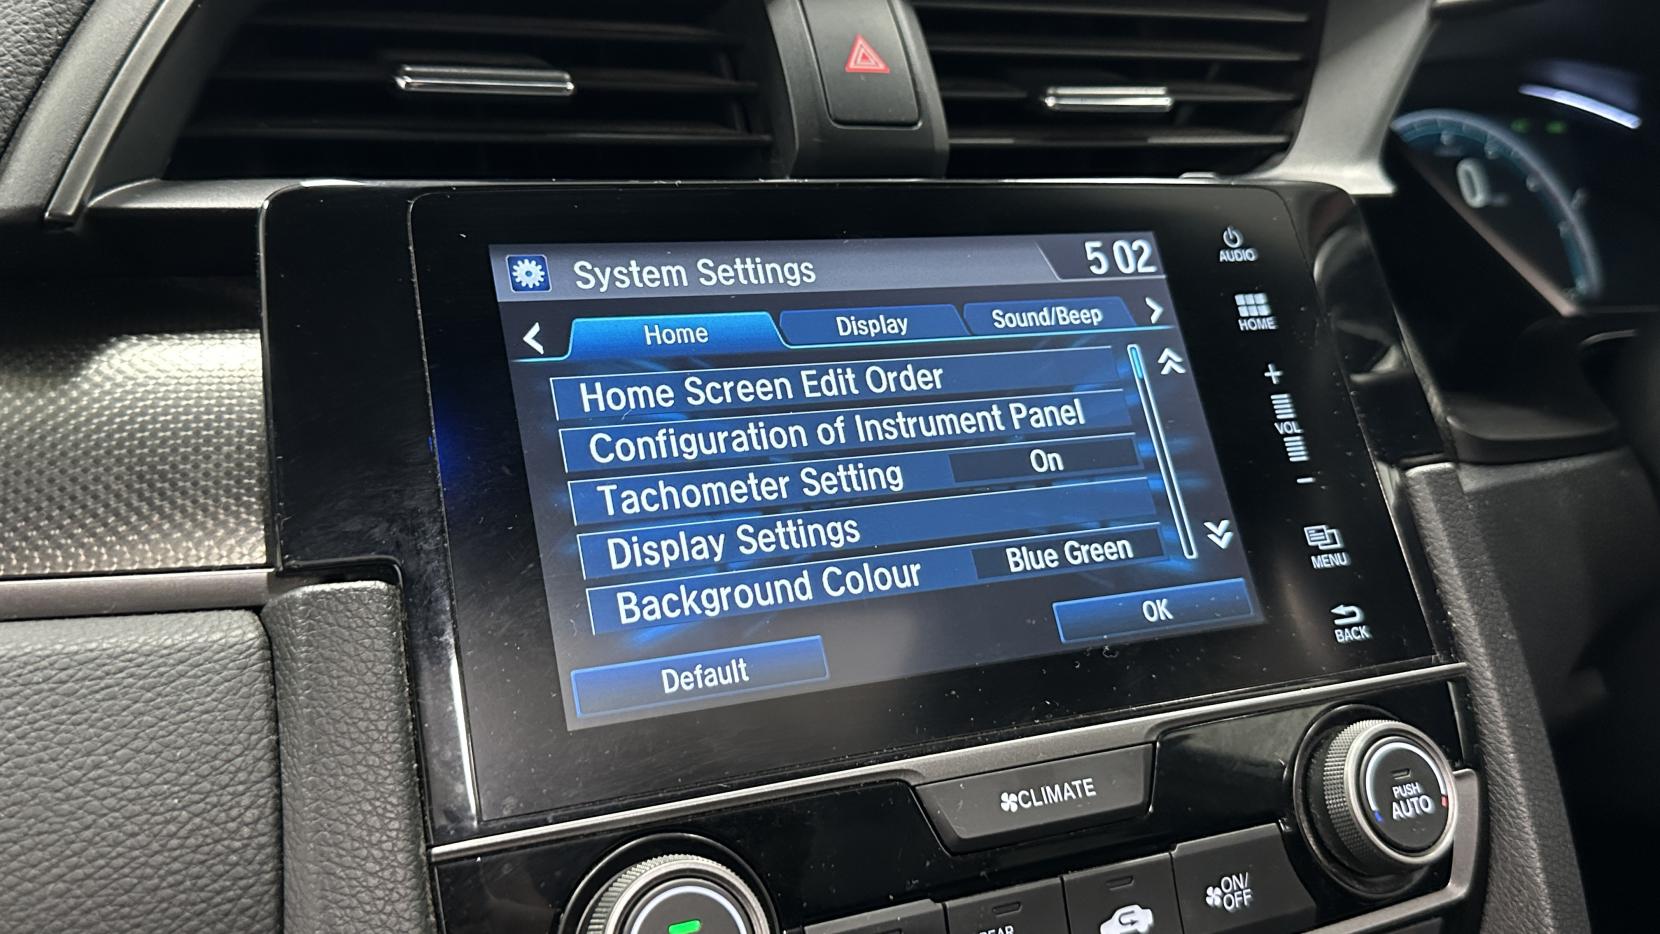 System Settings
5 02
Home
Display
Sound/Beep
Home Screen Edit Order
Configuration of Instrument Panel
Tachometer Setting
On
Display Settings
Background Colour
Blue Green
OK
Default
AUDIO
HOME
+
VOL
-
MENU
BACK
0
CLIMATE
PUSH
AUTO
ON/
OFF